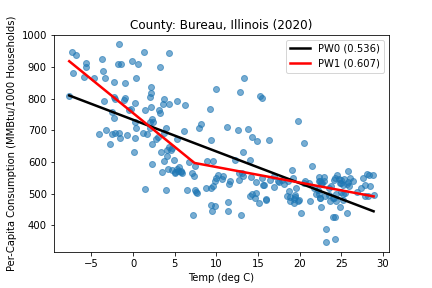 County: Bureau, Illinois (2020)
Per-Capita Consumption (MMBtu/1000 Households)
1000
900
800
700
600
500
400
PW0 (0.536)
PW1 (0.607)
−5 0 5 10 15 20 25 30
Temp (deg C)